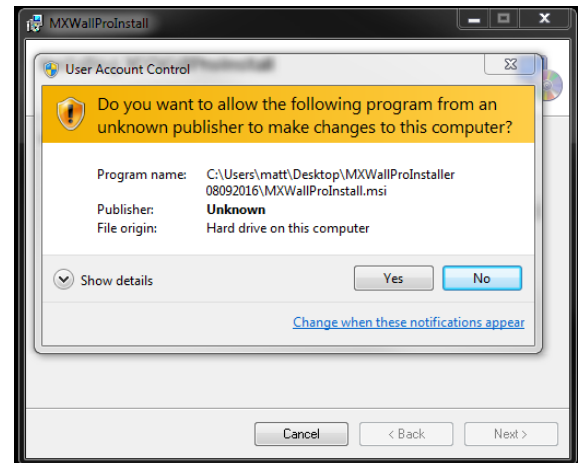 MXWallProInstall
User Account Control
Do you want to allow the following program from an
unknown publisher to make changes to this computer?
Program name: C:\Users\matt\Desktop\MXWallProInstaller
08092016\MXWallProInstall.msi
Publisher: Unknown
File origin: Hard drive on this computer
Show details
Yes
No
Change when these notifications appear
Cancel
< Back
Next >